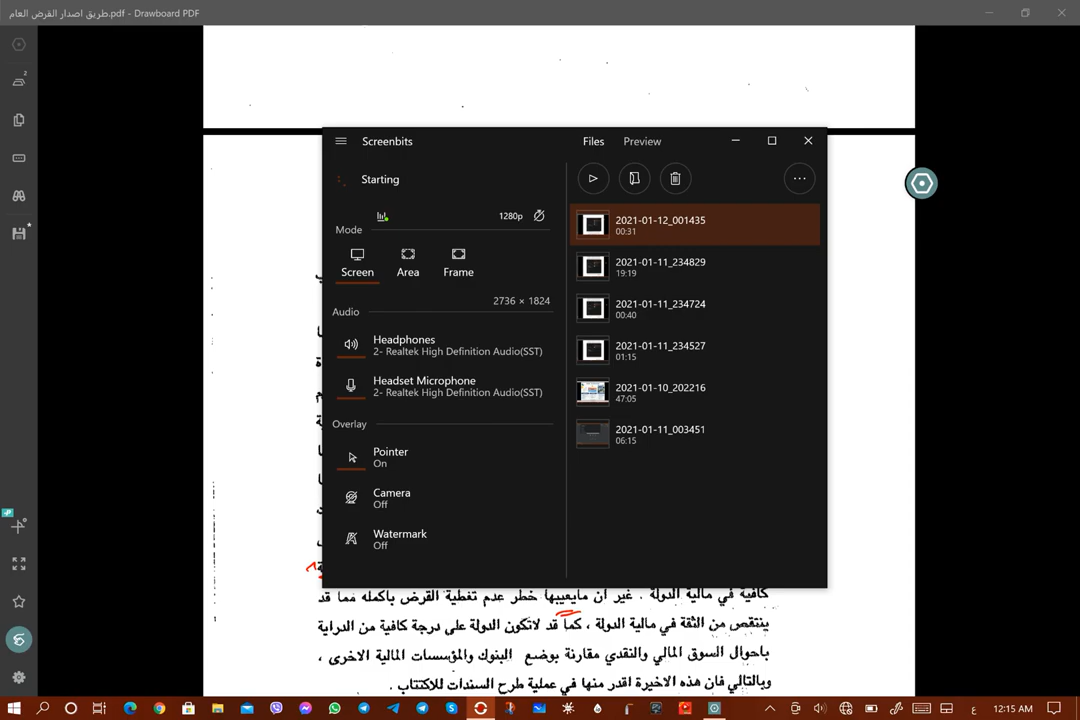 طريق اصدار القرض العام.pdf - Drawboard PDF
2
Screenbits
Files
Preview
Starting
1280p
Mode
Screen
Area
Frame
2736 × 1824
Audio
Headphones
2- Realtek High Definition Audio(SST)
Headset Microphone
2- Realtek High Definition Audio(SST)
Overlay
Pointer
On
Camera
Off
Watermark
Off
2021-01-12_001435
00:31
2021-01-11_234829
19:19
2021-01-11_234724
00:40
2021-01-11_234527
01:15
2021-01-10_202216
47:05
2021-01-11_003451
06:15
كافية في مالية الدولة . غير ان مايعيبها خطر عدم تغطية القرض بأكمله مما قد
ينتقص من الثقة في مالية الدولة ، كما قد لاتكون الدولة على درجة كافية من الدراية
باحوال السوق المالي والنقدي مقارنة بوضع البنوك والمؤسسات المالية الاخرى ،
وبالتالي فان هذه الاخيرة اقدر منها في عملية طرح السندات للاكتتاب .
ع
12:15 AM